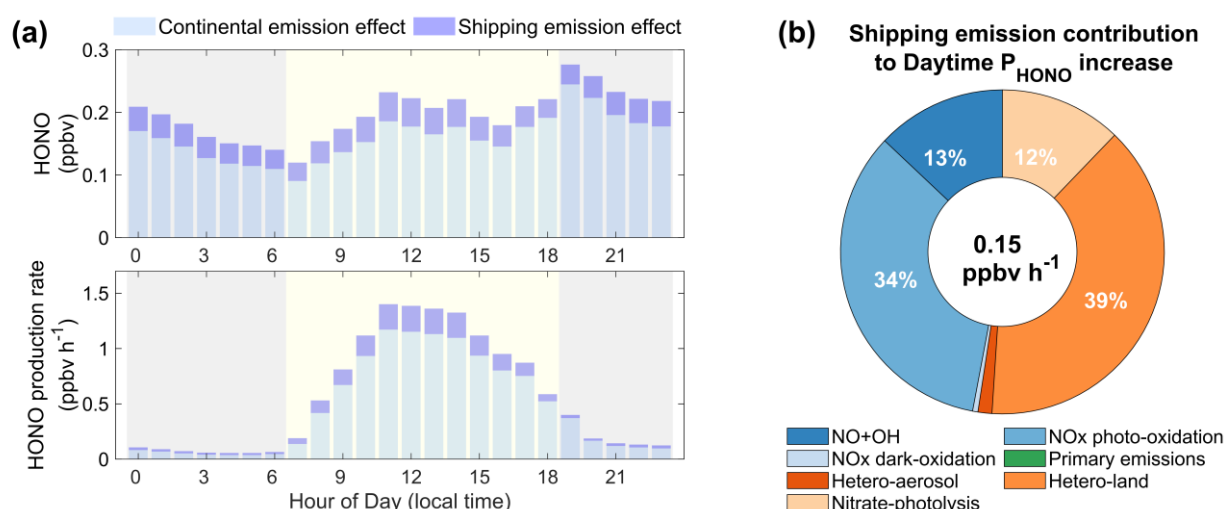 (a)
Continental emission effect
Shipping emission effect
HONO
(ppbv)
0.3
0.2
0.1
0
0 3 6 9 12 15 18 21
HONO production rate
(ppbv h-1)
1.5
1
0.5
0
0 3 6 9 12 15 18 21
Hour of Day (local time)
(b)
Shipping emission contribution
to Daytime PHONO increase
13%
12%
34%
39%
0.15
ppbv h-1
NO+OH
NOx photo-oxidation
NOx dark-oxidation
Primary emissions
Hetero-aerosol
Hetero-land
Nitrate-photolysis